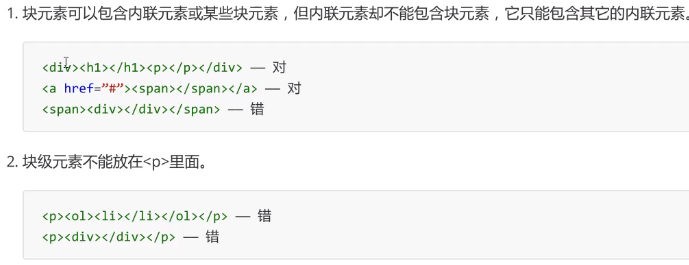 1. 块元素可以包含内联元素或某些块元素，但内联元素却不能包含块元素，它只能包含其它的内联元素。
<div><h1></h1><p></p></div> — 对
<a href=”#”><span></span></a> — 对
<span><div></div></span> — 错
2. 块级元素不能放在<p>里面。
<p><ol><li></li></ol></p> — 错
<p><div></div></p> — 错